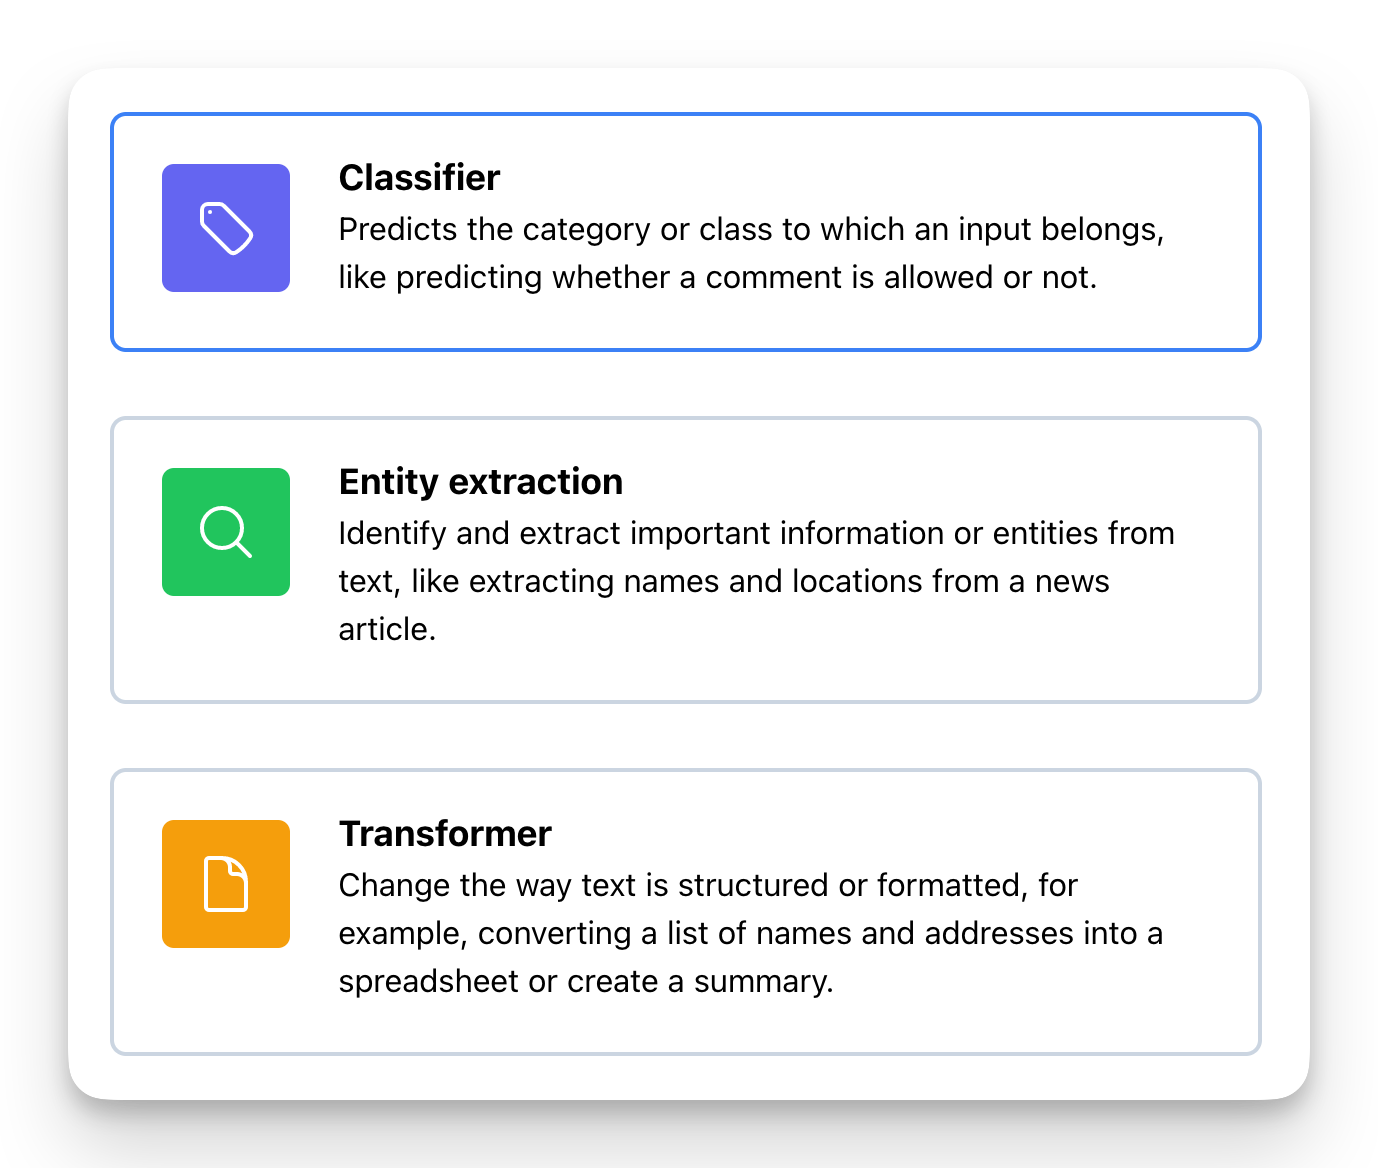 Classifier
Predicts the category or class to which an input belongs,
like predicting whether a comment is allowed or not.
Entity extraction
Identify and extract important information or entities from
text, like extracting names and locations from a news
article.
Transformer
Change the way text is structured or formatted, for
example, converting a list of names and addresses into a
spreadsheet or create a summary.